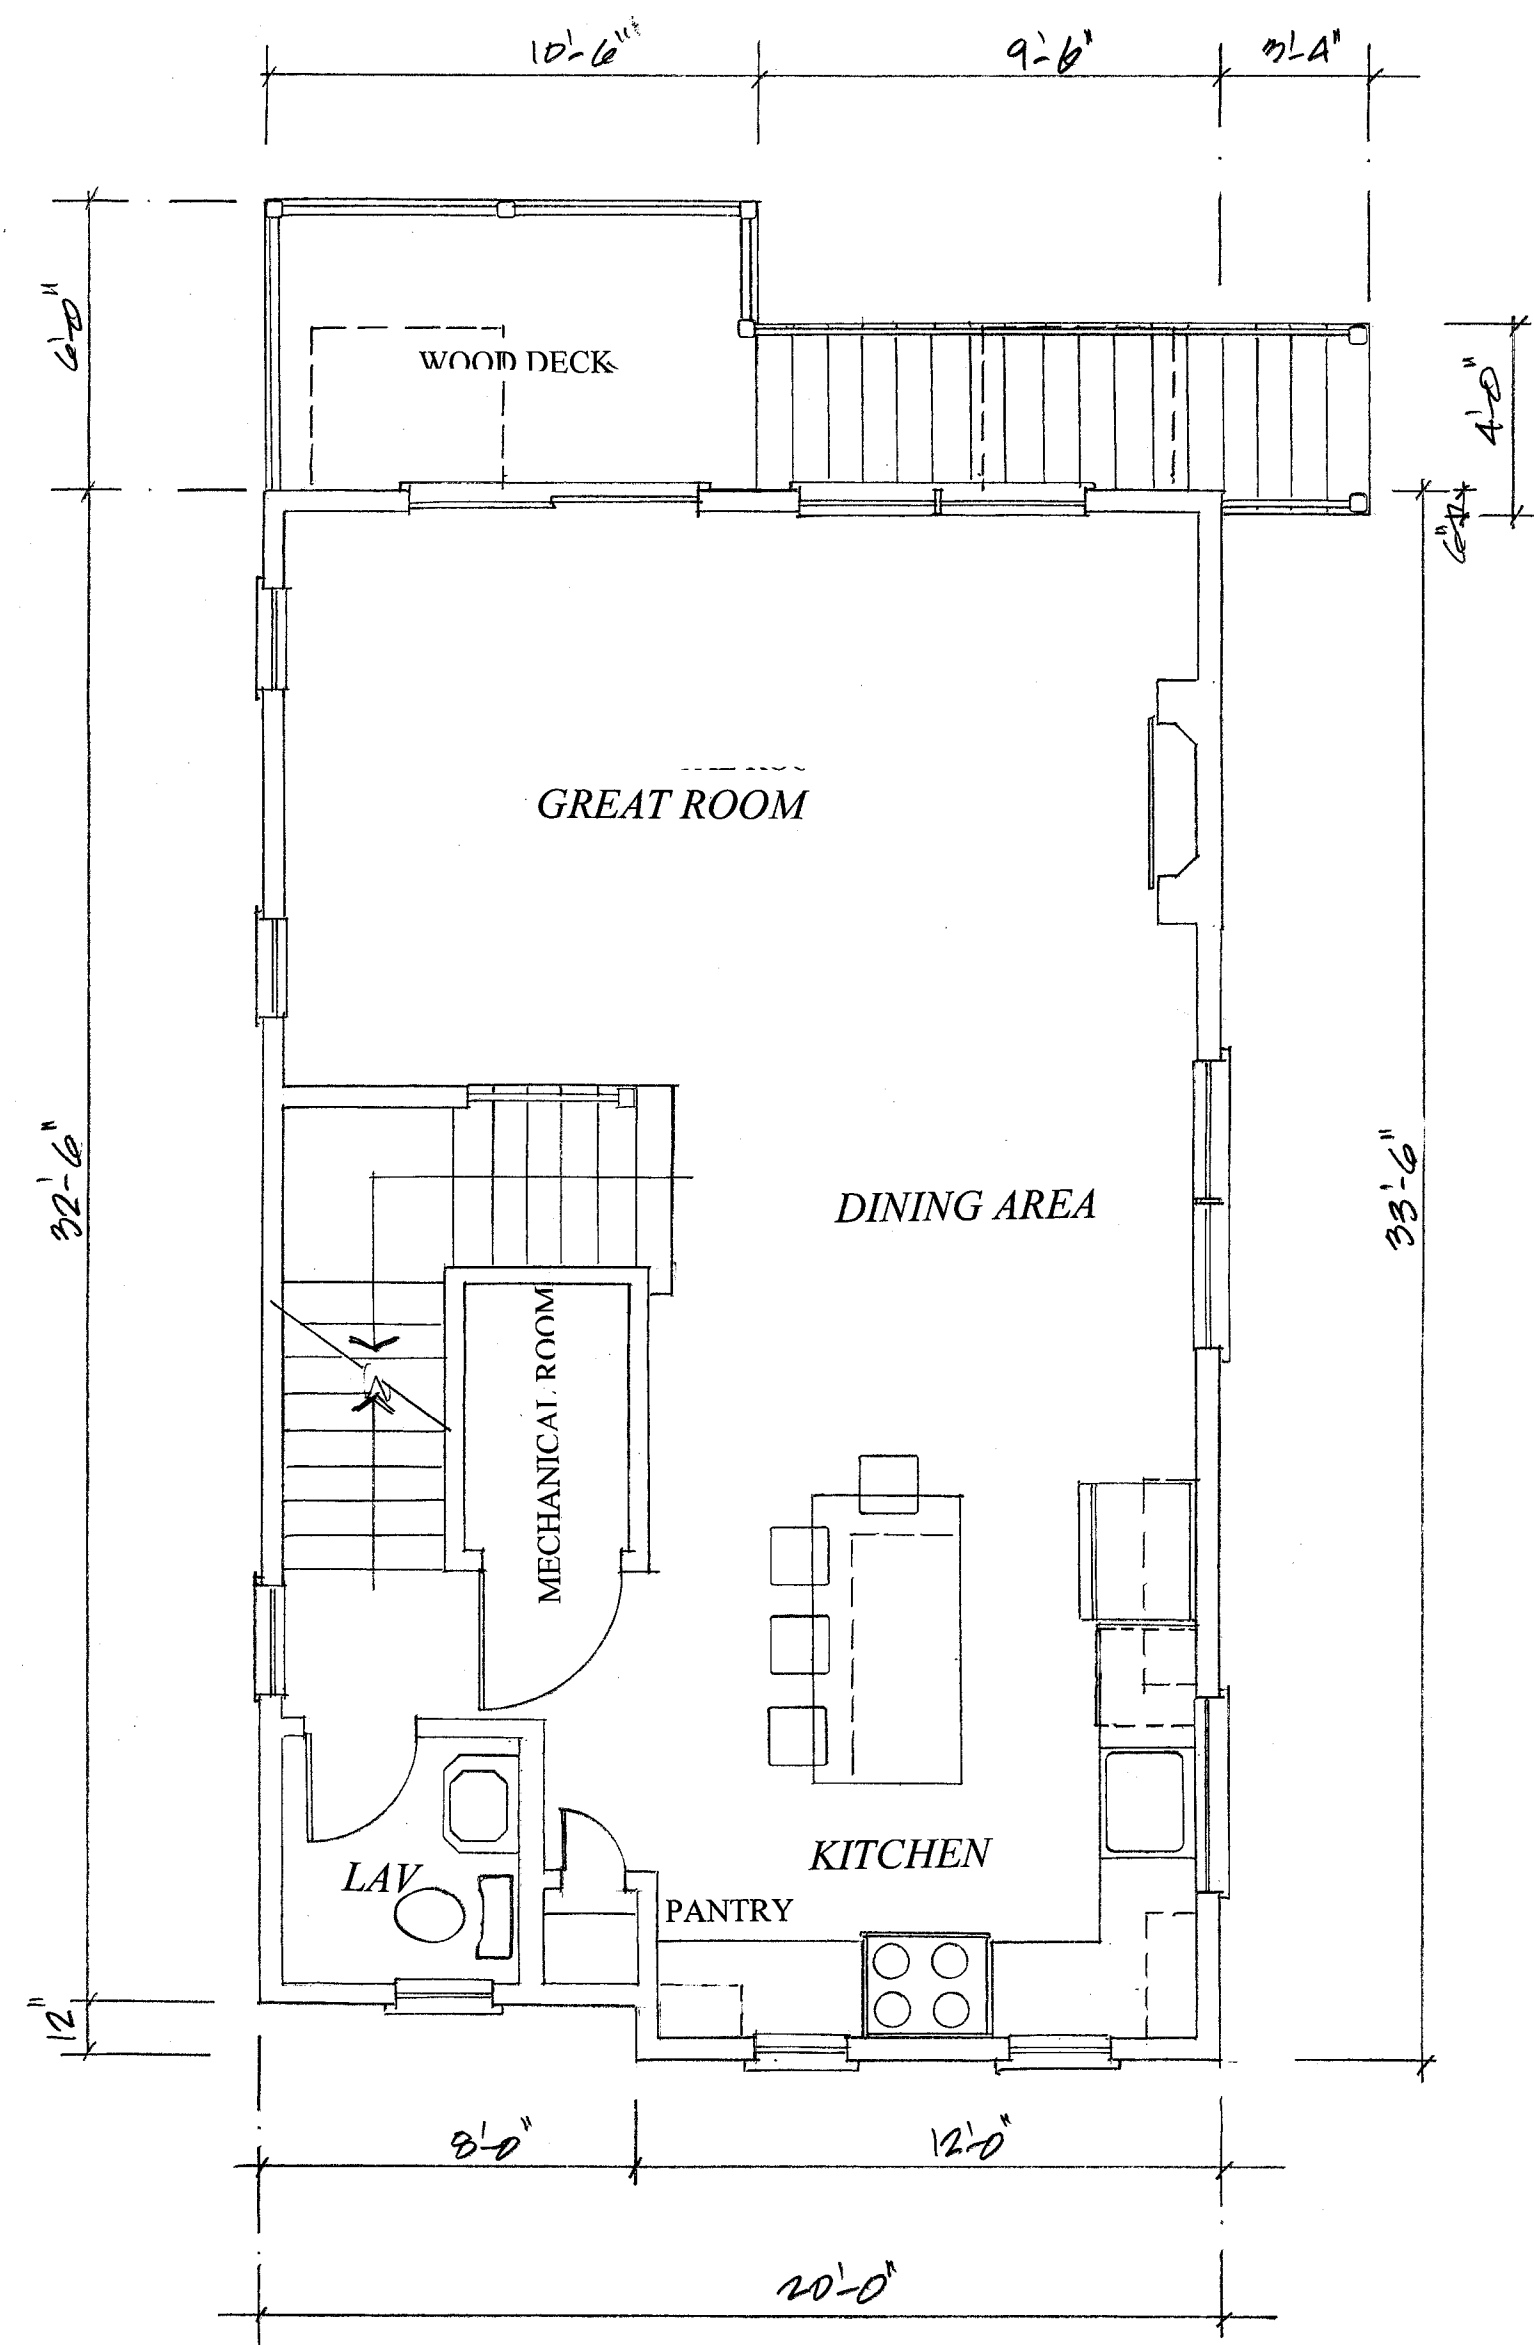 10'-6"
9'-6"
3'-4"
6'-0"
WOOD DECK
4'-0"
6"
GREAT ROOM
32'-6"
DINING AREA
33'-6"
MECHANICAL ROOM
KITCHEN
LAV
PANTRY
12"
8'-0"
12'-0"
20'-0"